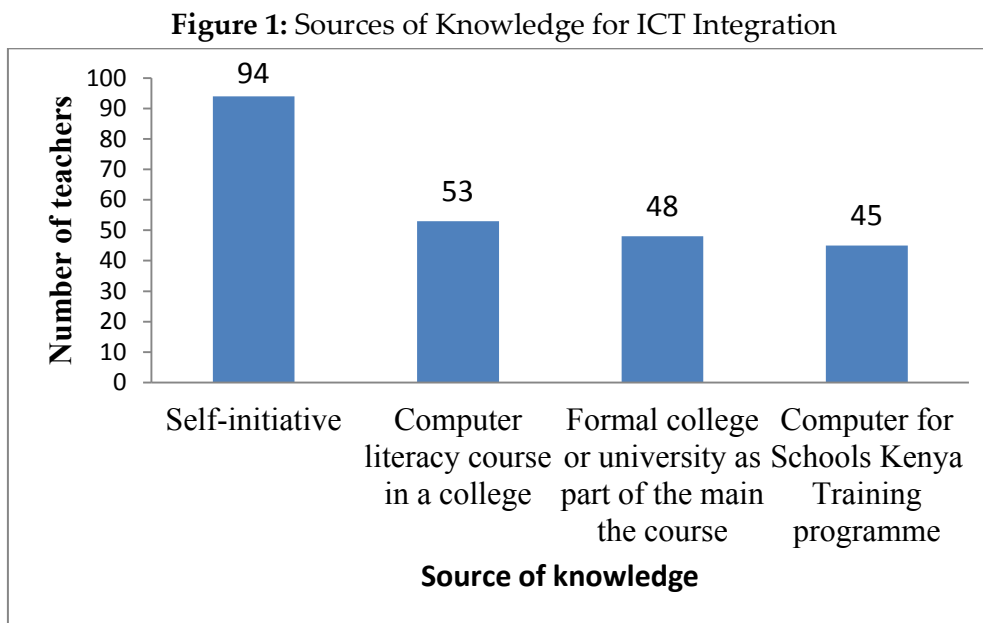 Figure 1: Sources of Knowledge for ICT Integration
Number of teachers
100
90
80
70
60
50
40
30
20
10
0
94
53
48
45
Self-initiative
Computer
literacy course
in a college
Formal college
or university as
part of the main
the course
Computer for
Schools Kenya
Training
programme
Source of knowledge